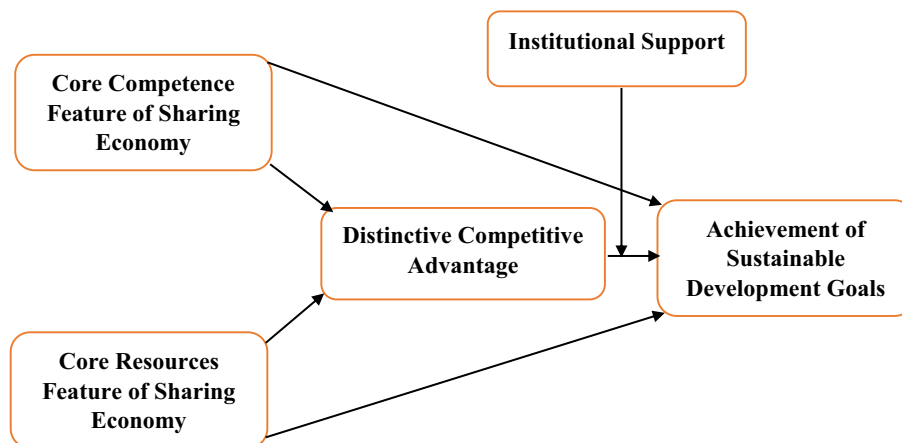 Institutional Support
Core Competence
Feature of Sharing
Economy
Distinctive Competitive
Advantage
Achievement of
Sustainable
Development Goals
Core Resources
Feature of Sharing
Economy